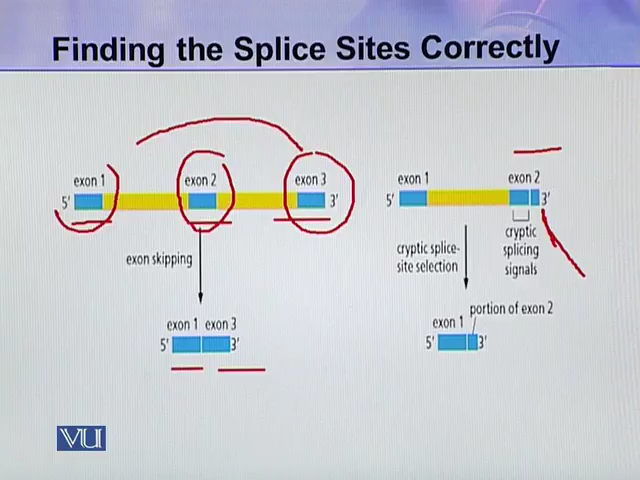 Finding the Splice Sites Correctly
exon 1 exon 2 exon 3
5' 3'
exon skipping
exon 1 exon 3
5' 3'
exon 1 exon 2
5' 3'
cryptic splice-
site selection
cryptic
splicing
signals
portion of exon 2
exon 1
5' 3'
VU